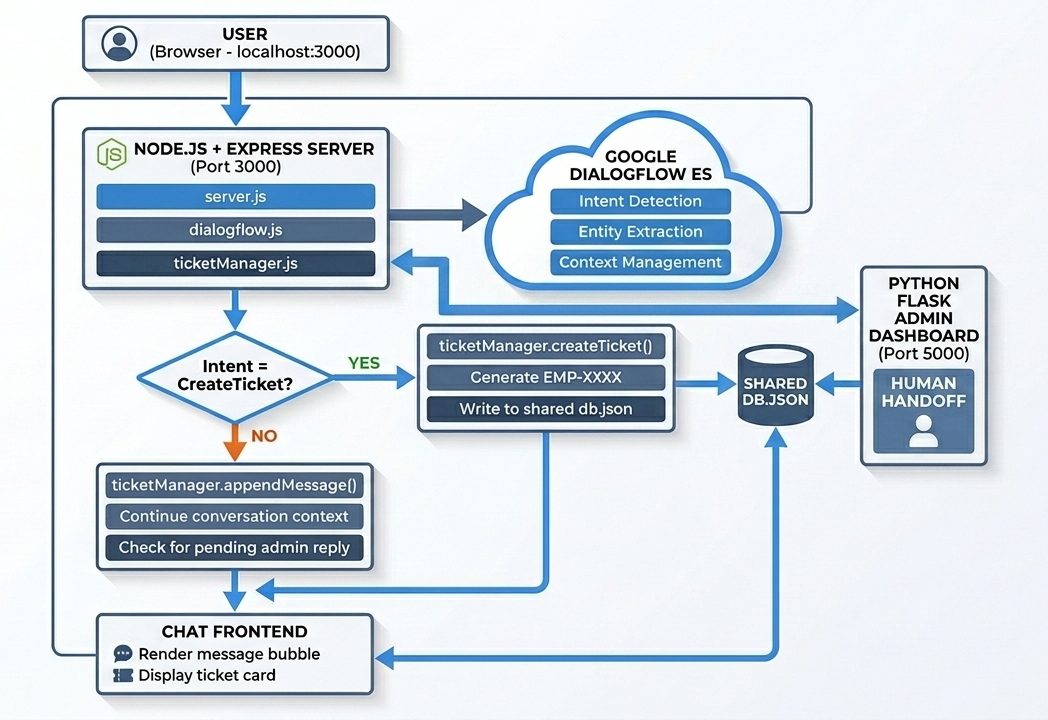 USER
(Browser - localhost:3000)
JS
NODE.JS + EXPRESS SERVER
(Port 3000)
server.js
dialogflow.js
ticketManager.js
GOOGLE
DIALOGFLOW ES
Intent Detection
Entity Extraction
Context Management
PYTHON
FLASK
ADMIN
DASHBOARD
(Port 5000)
HUMAN
HANDOFF
Intent =
CreateTicket?
YES
ticketManager.createTicket()
Cenerate EMP-XXXX
Write to shared db.json
SHARED
DB.JSON
NO
ticketManager.appendMessage()
Continue conversation context
Check for pending admin reply
CHAT FRONTEND
Render message bubble
Display ticket card